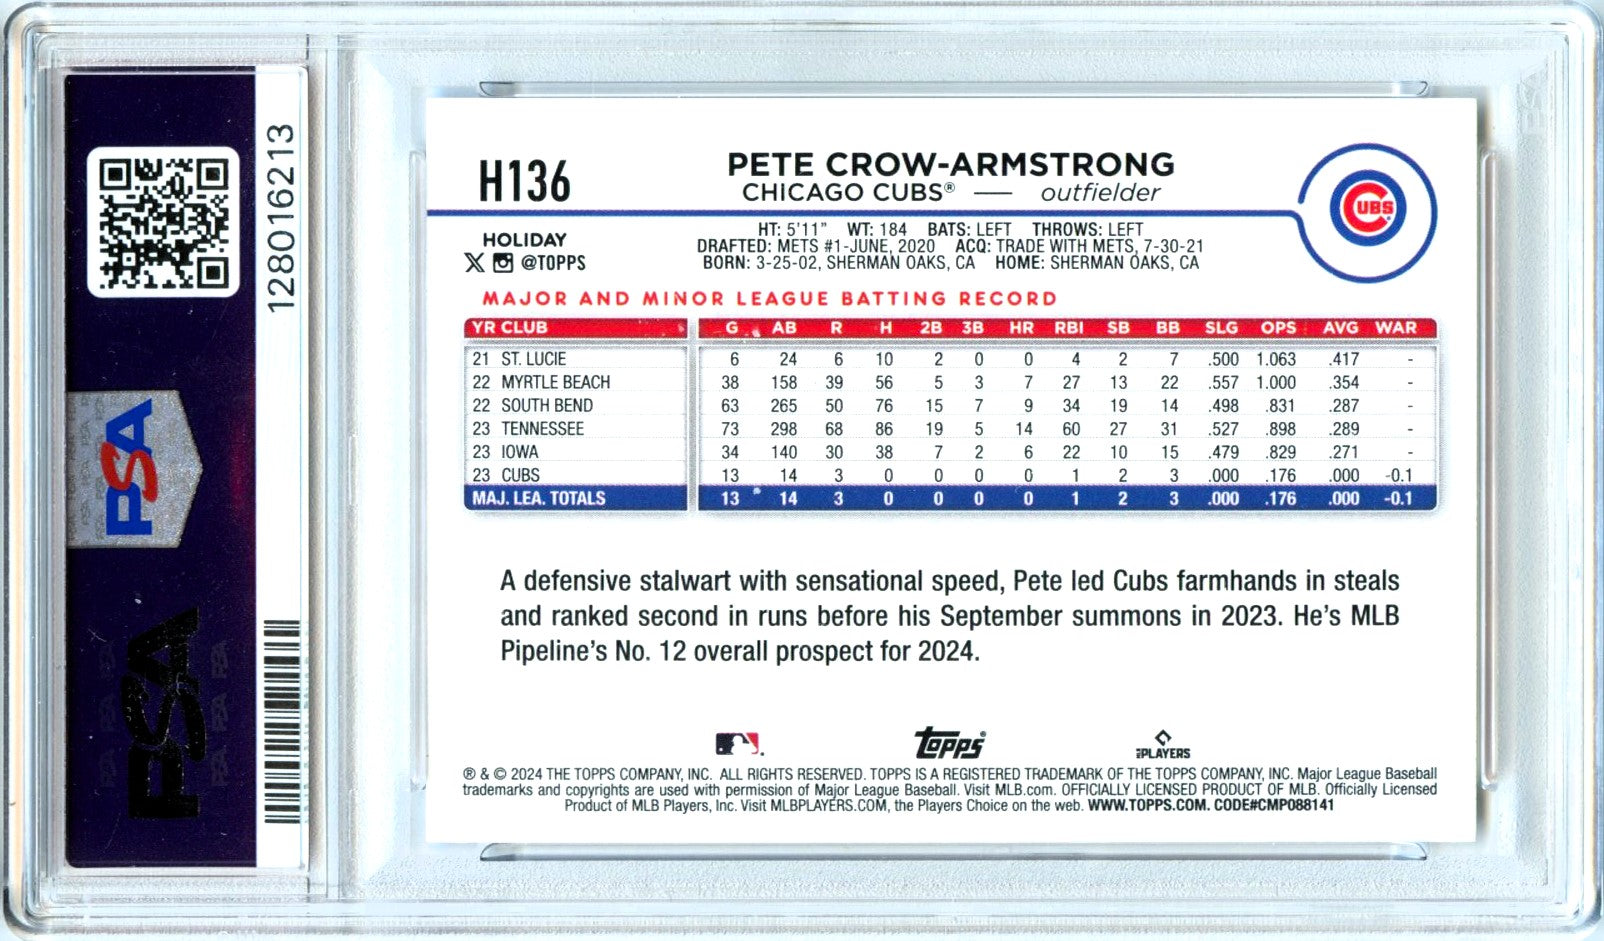 128016213
PSA
PSA
H136
PETE CROW-ARMSTRONG
CHICAGO CUBS® — outfielder
CUBS
HOLIDAY
X @TOPPS
HT: 5'11" WT: 184 BATS: LEFT THROWS: LEFT
DRAFTED: METS #1-JUNE, 2020 ACQ: TRADE WITH METS, 7-30-21
BORN: 3-25-02, SHERMAN OAKS, CA HOME: SHERMAN OAKS, CA
MAJOR AND MINOR LEAGUE BATTING RECORD
YR CLUB G AB R H 2B 3B HR RBI SB BB SLG OPS AVG WAR
21 ST. LUCIE 6 24 6 10 2 0 0 4 2 7 .500 1.063 .417 -
22 MYRTLE BEACH 38 158 39 56 5 3 7 27 13 22 .557 1.000 .354 -
22 SOUTH BEND 63 265 50 76 15 7 9 34 19 14 .498 .831 .287 -
23 TENNESSEE 73 298 68 86 19 5 14 60 27 31 .527 .898 .289 -
23 IOWA 34 140 30 38 7 2 6 22 10 15 .479 .829 .271 -
23 CUBS 13 14 3 0 0 0 0 1 2 3 .000 .176 .000 -0.1
MAJ. LEA. TOTALS 13 14 3 0 0 0 0 1 2 3 .000 .176 .000 -0.1
A defensive stalwart with sensational speed, Pete led Cubs farmhands in steals
and ranked second in runs before his September summons in 2023. He's MLB
Pipeline's No. 12 overall prospect for 2024.
topps
PLAYERS
® & © 2024 THE TOPPS COMPANY, INC. ALL RIGHTS RESERVED. TOPPS IS A REGISTERED TRADEMARK OF THE TOPPS COMPANY, INC. Major League Baseball
trademarks and copyrights are used with permission of Major League Baseball. Visit MLB.com. OFFICIALLY LICENSED PRODUCT OF MLB. Officially Licensed
Product of MLB Players, Inc. Visit MLBPLAYERS.COM, the Players Choice on the web. WWW.TOPPS.COM. CODE#CMP088141